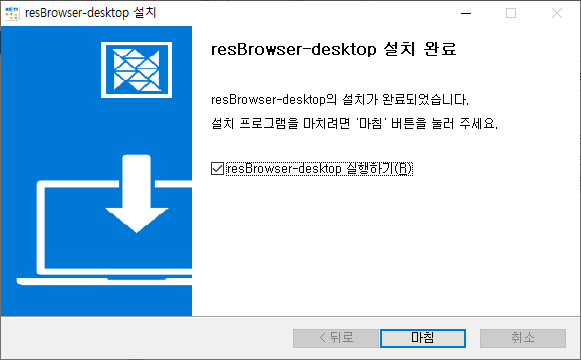 resBrowser-desktop 설치
resBrowser-desktop 설치 완료
resBrowser-desktop의 설치가 완료되었습니다.
설치 프로그램을 마치려면 '마침' 버튼을 눌러 주세요.
resBrowser-desktop 실행하기(R)
< 뒤로
마침
취소